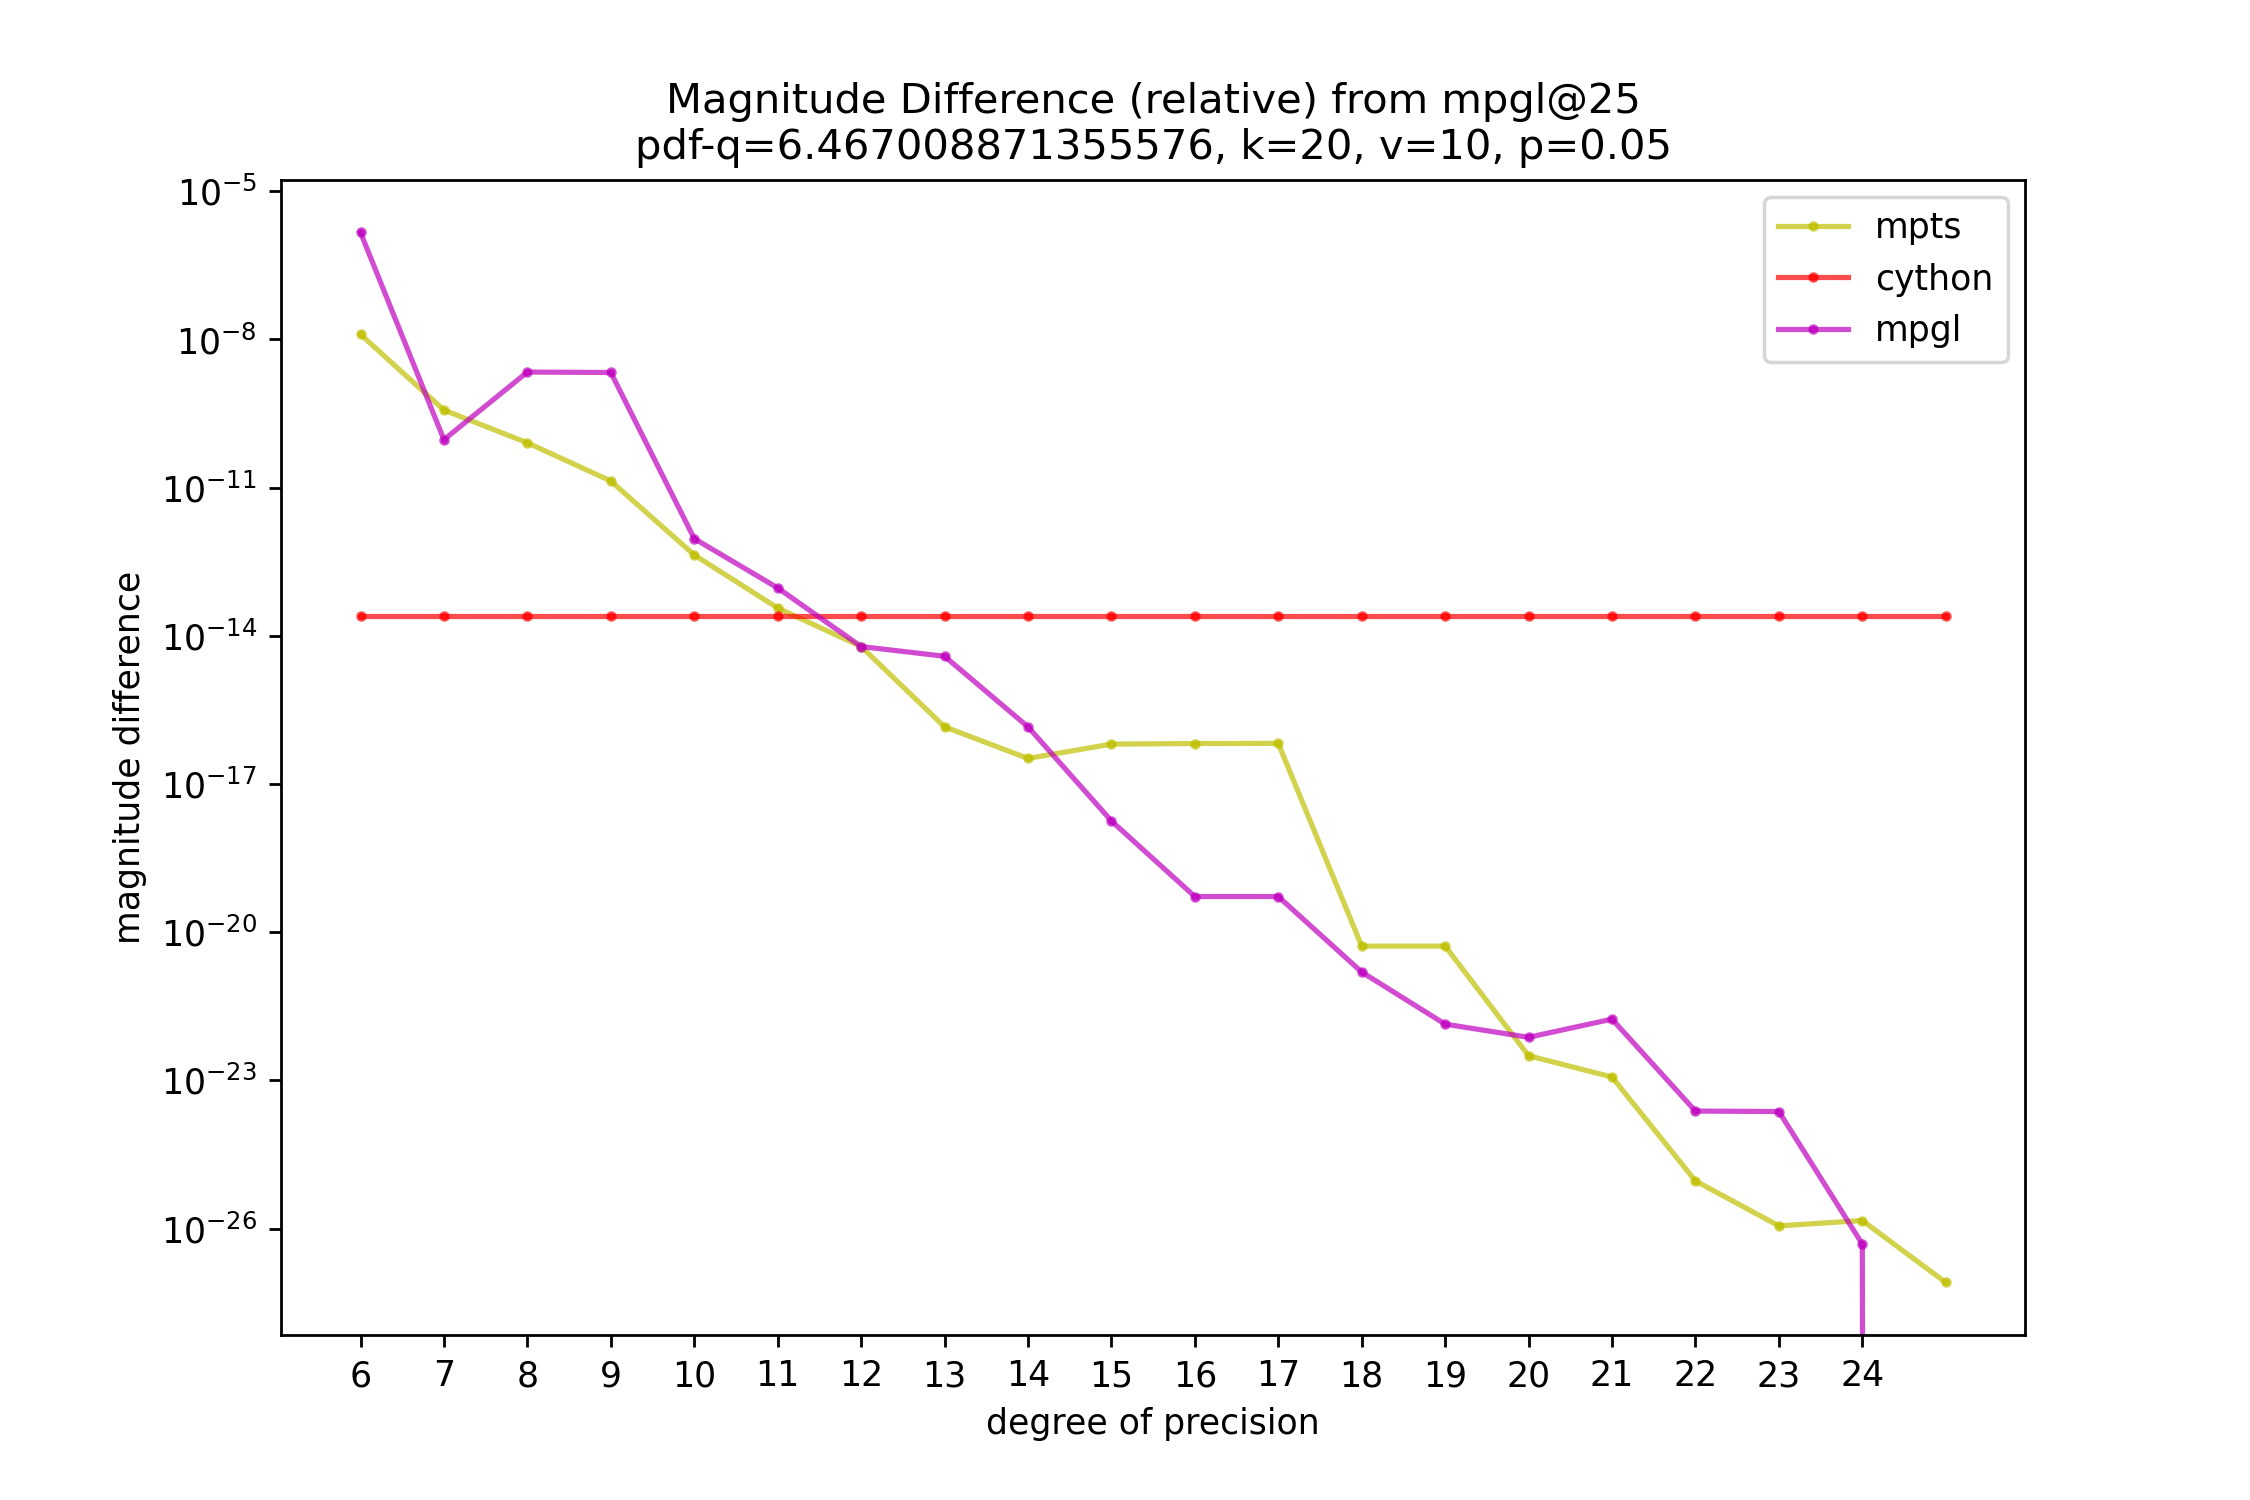 Magnitude Difference (relative) from mpgl@25
pdf-q=6.467008871355576, k=20, v=10, p=0.05
mpts
cython
mpgl
magnitude difference
10⁻⁵
10⁻⁸
10⁻¹¹
10⁻¹⁴
10⁻¹⁷
10⁻²⁰
10⁻²³
10⁻²⁶
6 7 8 9 10 11 12 13 14 15 16 17 18 19 20 21 22 23 24
degree of precision